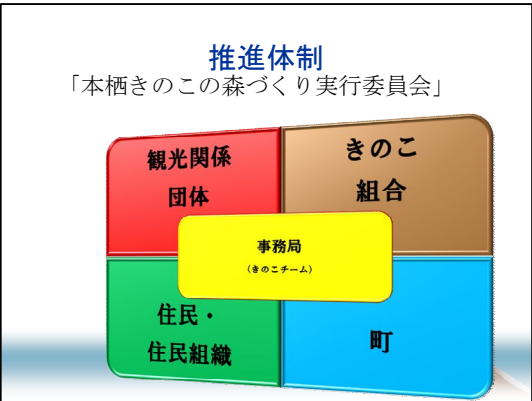 推進体制
「本栖きのこの森づくり実行委員会」
観光関係
団体
きのこ
組合
事務局
(きのこチーム)
住民・
住民組織
町